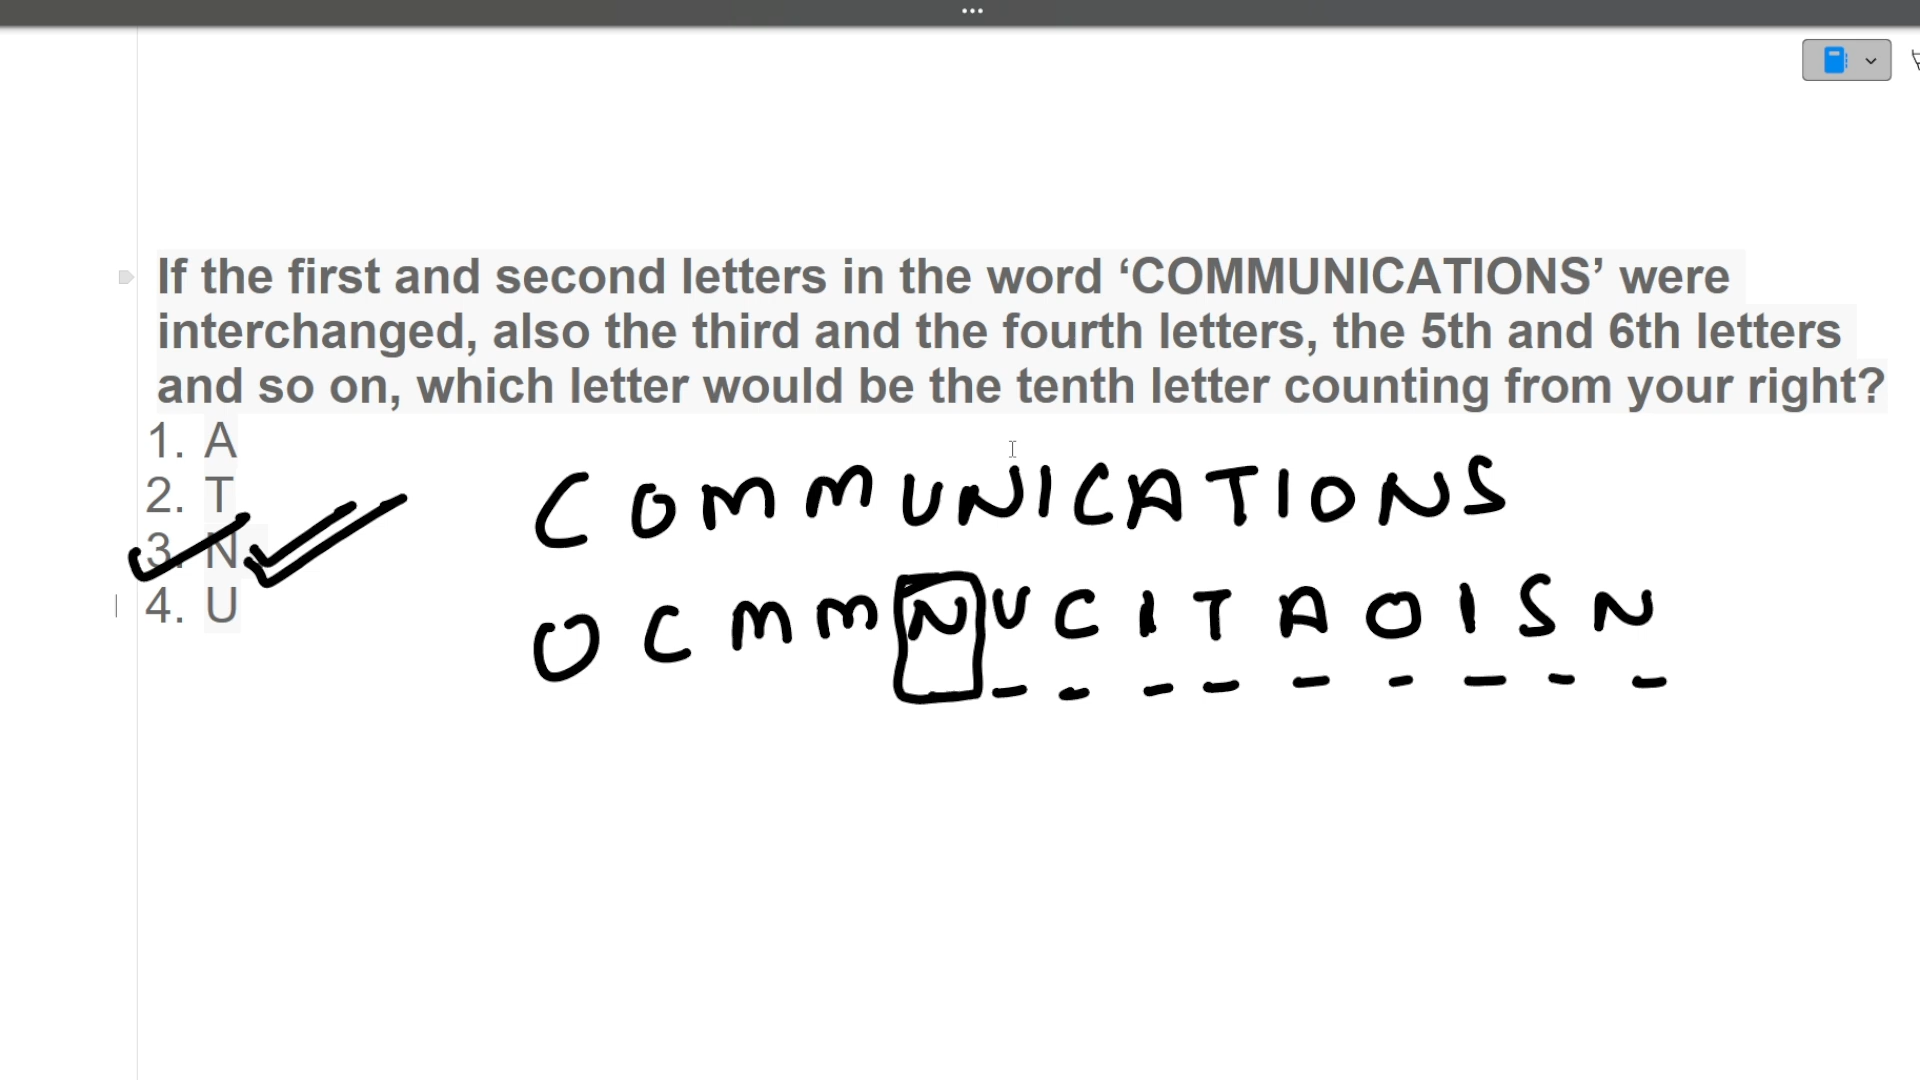 If the first and second letters in the word ‘COMMUNICATIONS’ were
interchanged, also the third and the fourth letters, the 5th and 6th letters
and so on, which letter would be the tenth letter counting from your right?
1. A
2. T
3. N
4. U
COMMUNICATIONS
OCMMNUCITAOISN